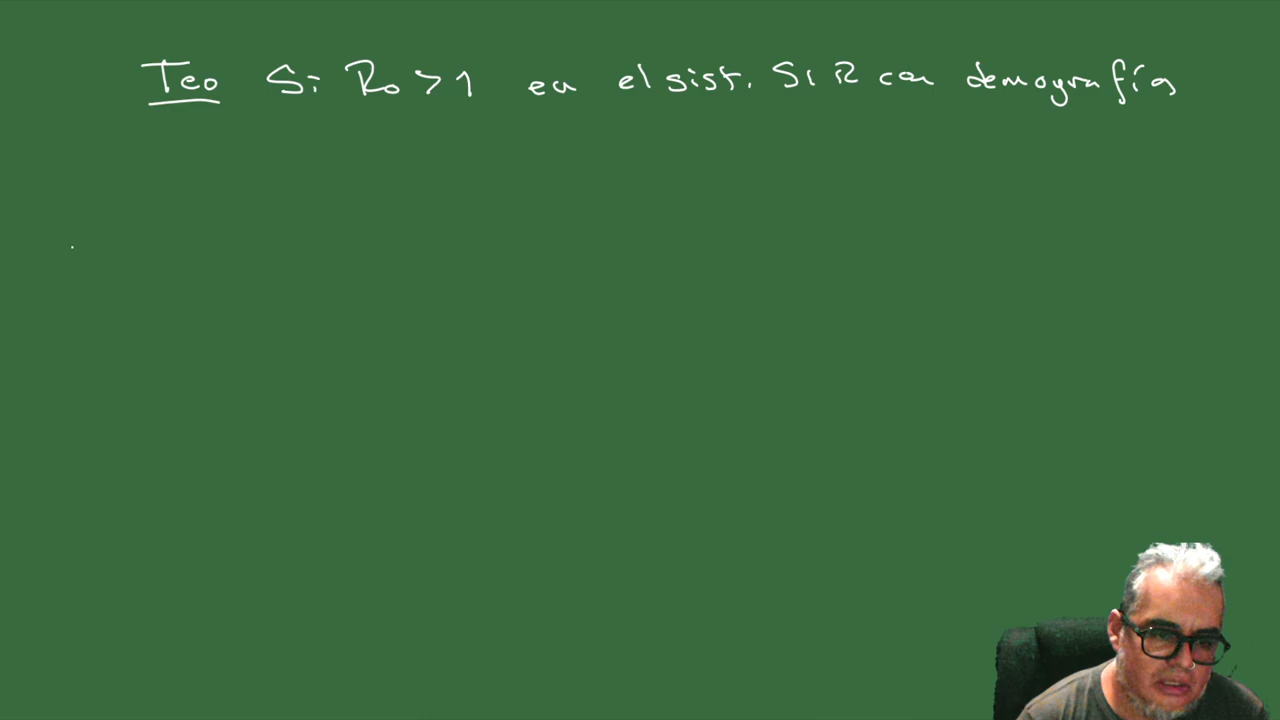 Teo Si R₀ > 1 en el sist. SIR con demografía